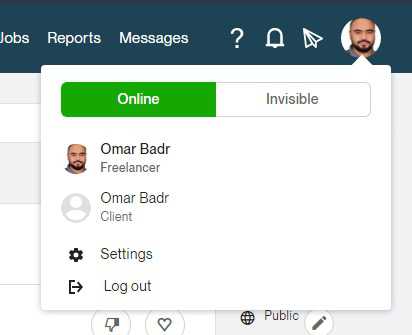 Jobs Reports Messages
Online Invisible
Omar Badr
Freelancer
Omar Badr
Client
Settings
Log out
Public